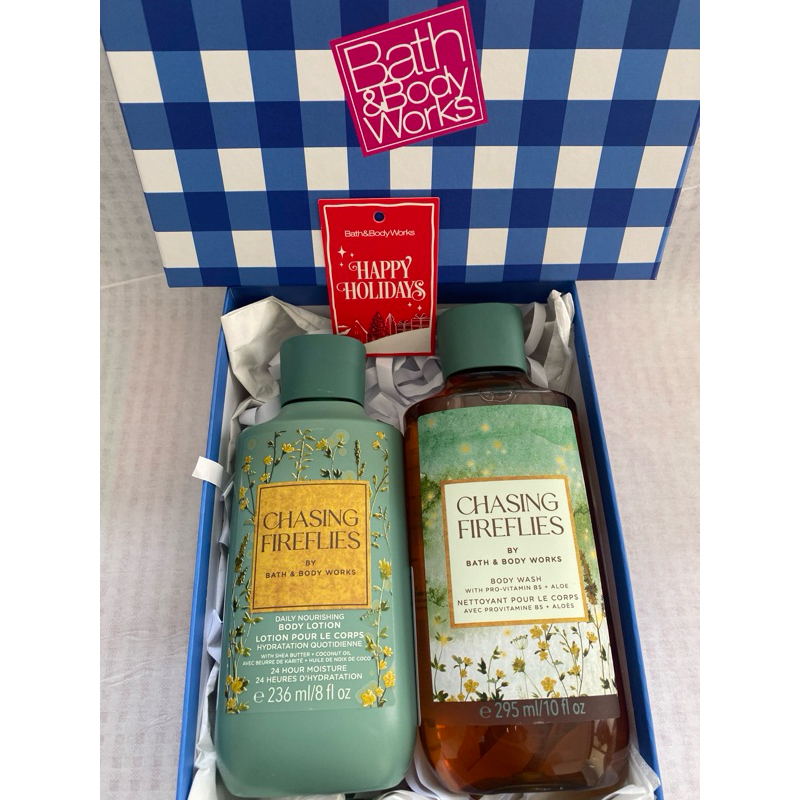 Bath
& Body
Works
Bath & Body Works
HAPPY
HOLIDAYS
CHASING
FIREFLIES
BY
BATH & BODY WORKS
DAILY NOURISHING
BODY LOTION
LOTION POUR LE CORPS
HYDRATATION QUOTIDIENNE
WITH SHEA BUTTER + COCONUT OIL
AVEC BEURRE DE KARITÉ + HUILE DE NOIX DE COCO
24 HOUR MOISTURE
24 HEURES D'HYDRATATION
℮ 236 ml/8 fl oz
CHASING
FIREFLIES
BY
BATH & BODY WORKS
BODY WASH
WITH PRO-VITAMIN B5 + ALOE
NETTOYANT POUR LE CORPS
AVEC PROVITAMINE B5 + ALOÈS
℮ 295 ml/10 fl oz